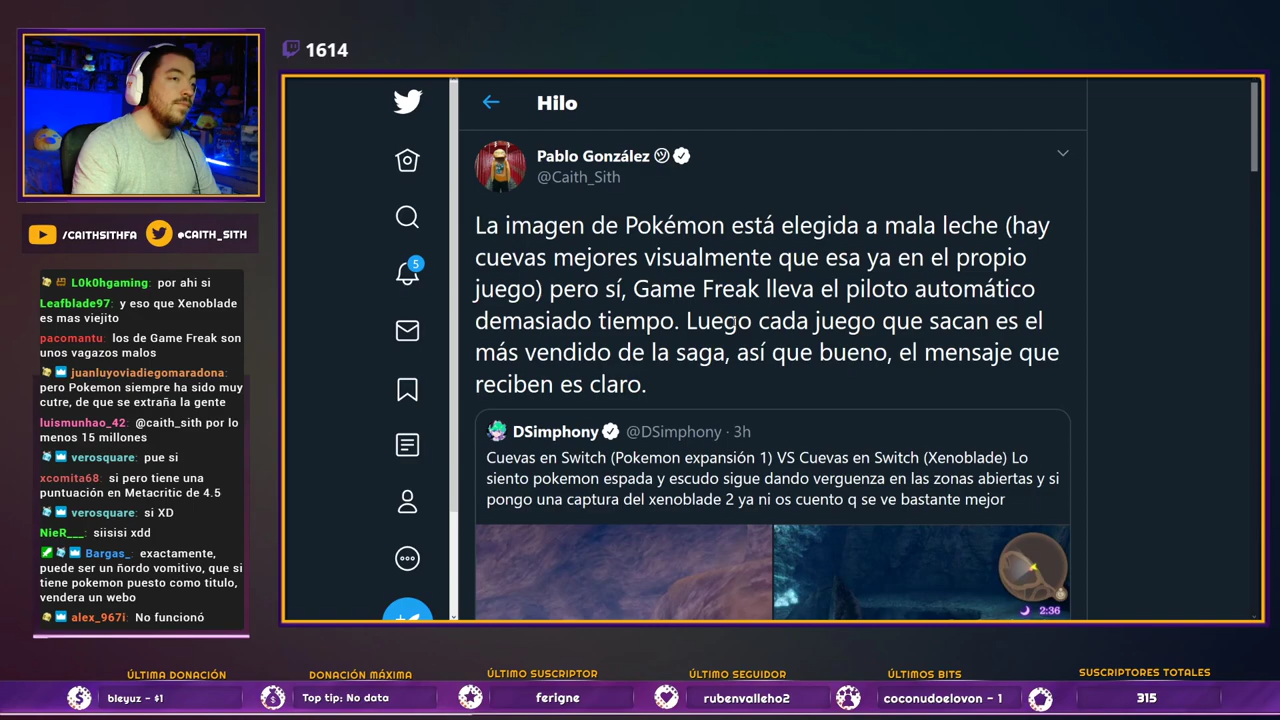 1614
/CAITHSITHFA
@CAITH_SITH
L0k0hgaming: por ahi si
Leafblade97: y eso que Xenoblade
es mas viejito
pacomantu: los de Game Freak son
unos vagazos malos
juanluyoviadiegomaradona:
pero Pokemon siempre ha sido muy
cutre, de que se extraña la gente
luismunhao_42: @caith_sith por lo
menos 15 millones
verosquare: pue si
xcomita68: si pero tiene una
puntuación en Metacritic de 4.5
verosquare: si XD
NieR___: siisisi xdd
Bargas_: exactamente,
puede ser un ñordo vomitivo, que si
tiene pokemon puesto como titulo,
vendera un webo
alex_967i: No funcionó
Hilo
5
Pablo González
@Caith_Sith
La imagen de Pokémon está elegida a mala leche (hay
cuevas mejores visualmente que esa ya en el propio
juego) pero sí, Game Freak lleva el piloto automático
demasiado tiempo. Luego cada juego que sacan es el
más vendido de la saga, así que bueno, el mensaje que
reciben es claro.
DSimphony @DSimphony · 3h
Cuevas en Switch (Pokemon expansión 1) VS Cuevas en Switch (Xenoblade) Lo
siento pokemon espada y escudo sigue dando verguenza en las zonas abiertas y si
pongo una captura del xenoblade 2 ya ni os cuento q se ve bastante mejor
2:36
ÚLTIMA DONACIÓN
bleyuz - $1
DONACIÓN MÁXIMA
Top tip: No data
ÚLTIMO SUSCRIPTOR
ferigne
ÚLTIMO SEGUIDOR
rubenvalleho2
ÚLTIMOS BITS
coconudoelovon - 1
SUSCRIPTORES TOTALES
315